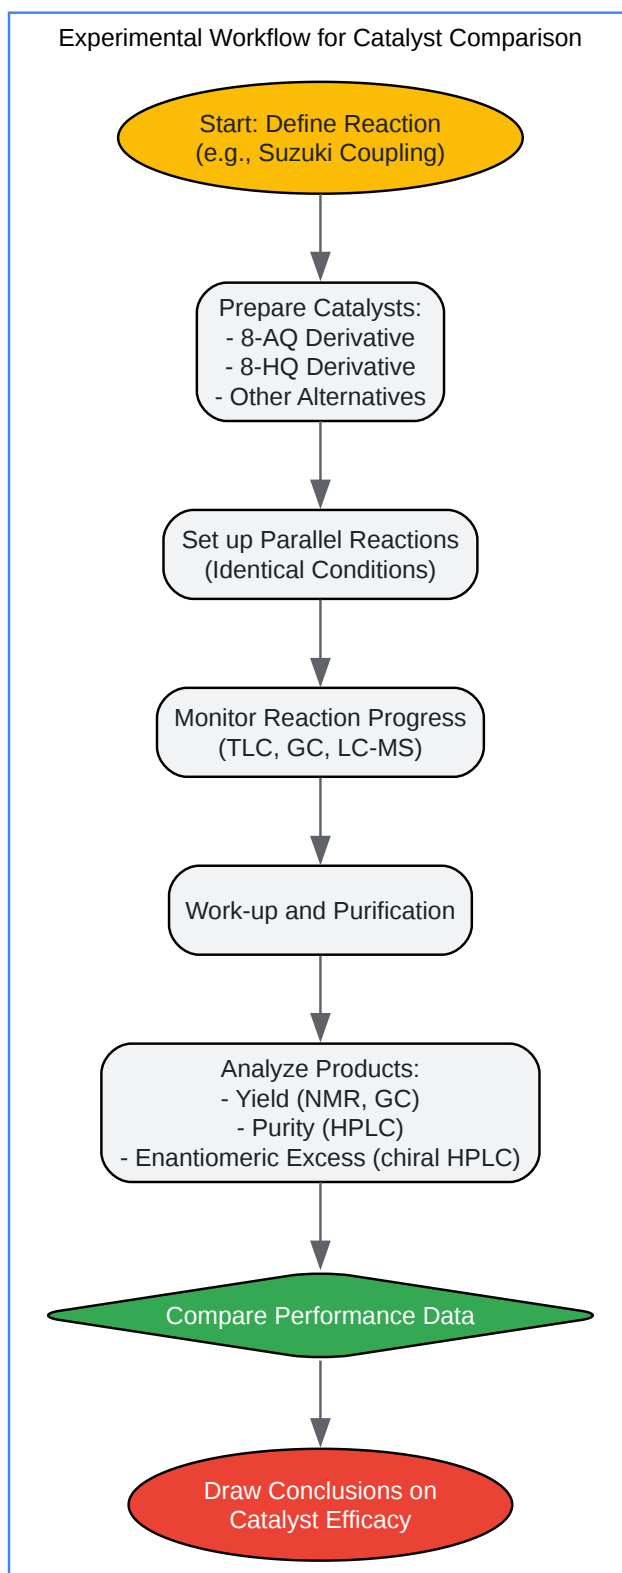 Experimental Workflow for Catalyst Comparison
Start: Define Reaction
(e.g., Suzuki Coupling)
Prepare Catalysts:
- 8-AQ Derivative
- 8-HQ Derivative
- Other Alternatives
Set up Parallel Reactions
(Identical Conditions)
Monitor Reaction Progress
(TLC, GC, LC-MS)
Work-up and Purification
Analyze Products:
- Yield (NMR, GC)
- Purity (HPLC)
- Enantiomeric Excess (chiral HPLC)
Compare Performance Data
Draw Conclusions on
Catalyst Efficacy